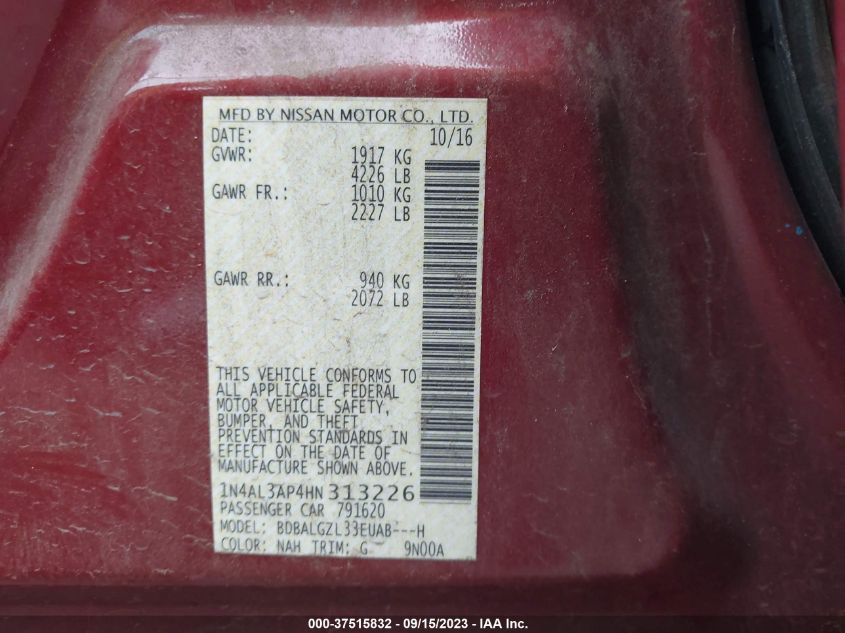 MFD BY NISSAN MOTOR CO., LTD.
DATE: 10/16
GVWR: 1917 KG
4226 LB
GAWR FR.: 1010 KG
2227 LB
GAWR RR.: 940 KG
2072 LB
THIS VEHICLE CONFORMS TO
ALL APPLICABLE FEDERAL
MOTOR VEHICLE SAFETY,
BUMPER, AND THEFT
PREVENTION STANDARDS IN
EFFECT ON THE DATE OF
MANUFACTURE SHOWN ABOVE.
1N4AL3AP4HN313226
PASSENGER CAR 791620
MODEL: BDBALGZL33EUAB---H
COLOR: NAH TRIM: G 9N00A
000-37515832 - 09/15/2023 - IAA Inc.